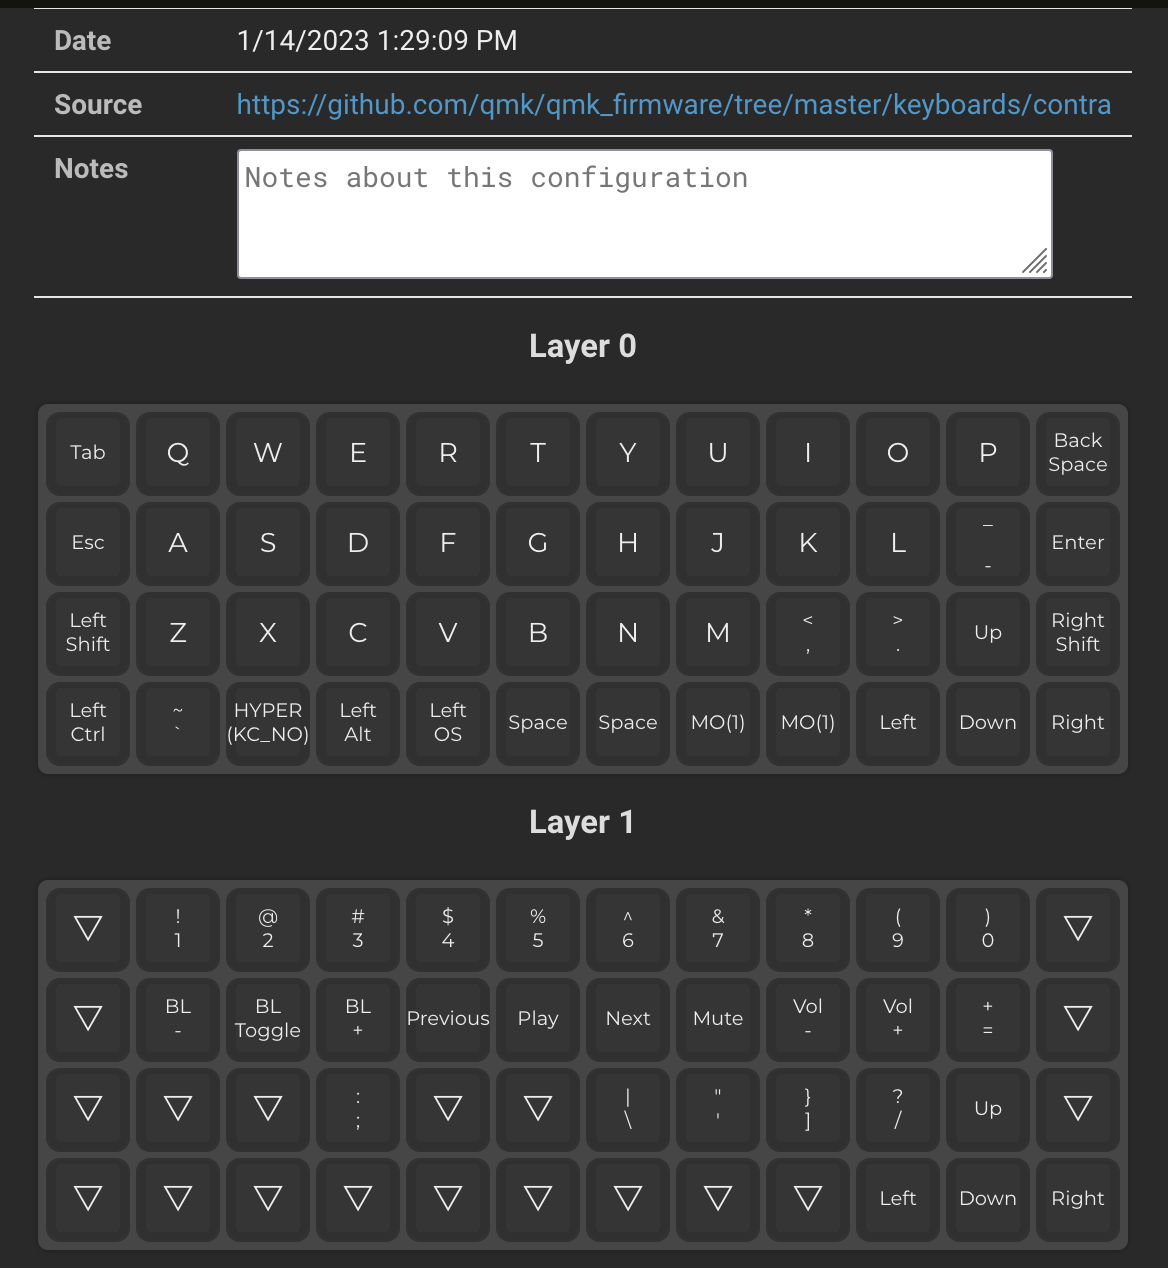 Date 1/14/2023 1:29:09 PM
Source https://github.com/qmk/qmk_firmware/tree/master/keyboards/contra
Notes Notes about this configuration
Layer 0
Tab Q W E R T Y U I O P Back Space
Esc A S D F G H J K L _ - Enter
Left Shift Z X C V B N M < , > . Up Right Shift
Left Ctrl ~ ` HYPER (KC_NO) Left Alt Left OS Space Space MO(1) MO(1) Left Down Right
Layer 1
▽ ! 1 @ 2 # 3 $ 4 % 5 ^ 6 & 7 * 8 ( 9 ) 0 ▽
▽ BL - BL Toggle BL + Previous Play Next Mute Vol - Vol + + = ▽
▽ ▽ ▽ : ; ▽ ▽ | \ " ' } ] ? / Up ▽
▽ ▽ ▽ ▽ ▽ ▽ ▽ ▽ ▽ Left Down Right